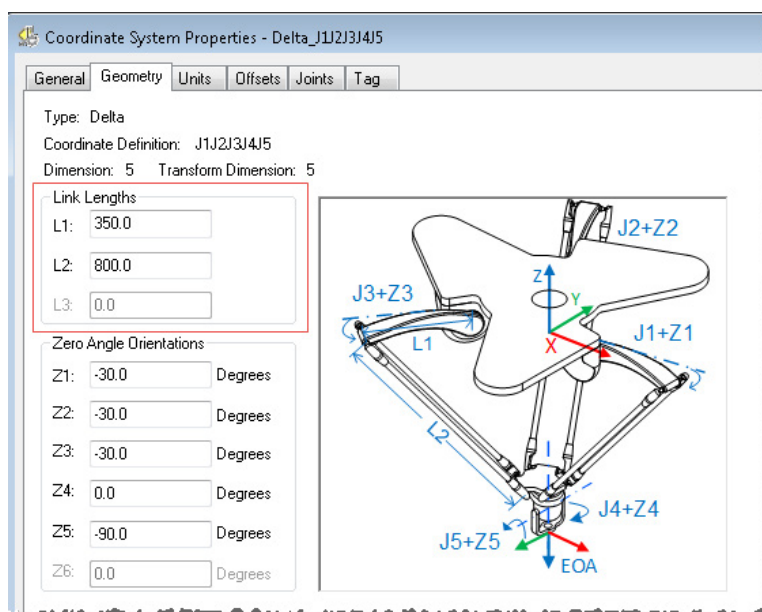 Coordinate System Properties - Delta_J1J2J3J4J5
General Geometry Units Offsets Joints Tag
Type: Delta
Coordinate Definition: J1J2J3J4J5
Dimension: 5 Transform Dimension: 5
Link Lengths
L1: 350.0
L2: 800.0
L3: 0.0
Zero Angle Orientations
Z1: -30.0 Degrees
Z2: -30.0 Degrees
Z3: -30.0 Degrees
Z4: 0.0 Degrees
Z5: -90.0 Degrees
Z6: 0.0 Degrees
J2+Z2
Z
Y
J3+Z3
X
J1+Z1
L1
L2
J4+Z4
J5+Z5
EOA